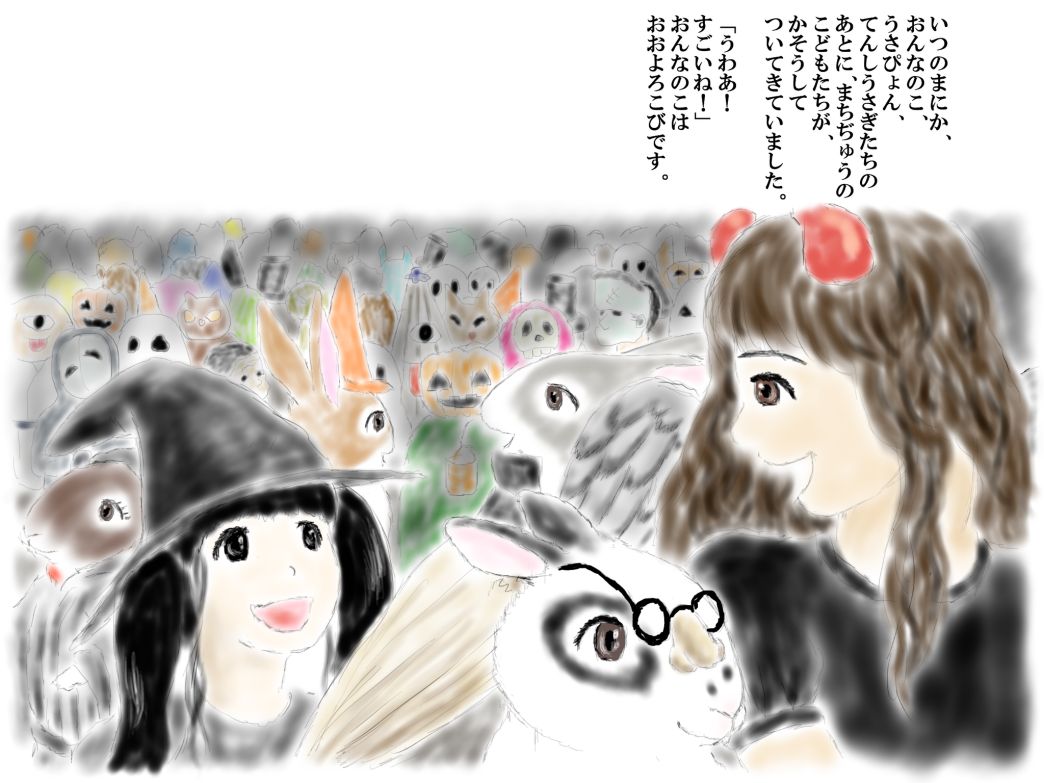 いつのまにか、
おんなのこ、
うさぴょん、
てんしうさぎたちの
あとに、まちぢゅうの
こどもたちが、
かそうして
ついてきていました。
「うわあ！
すごいね！」
おんなのこは
おおよろこびです。